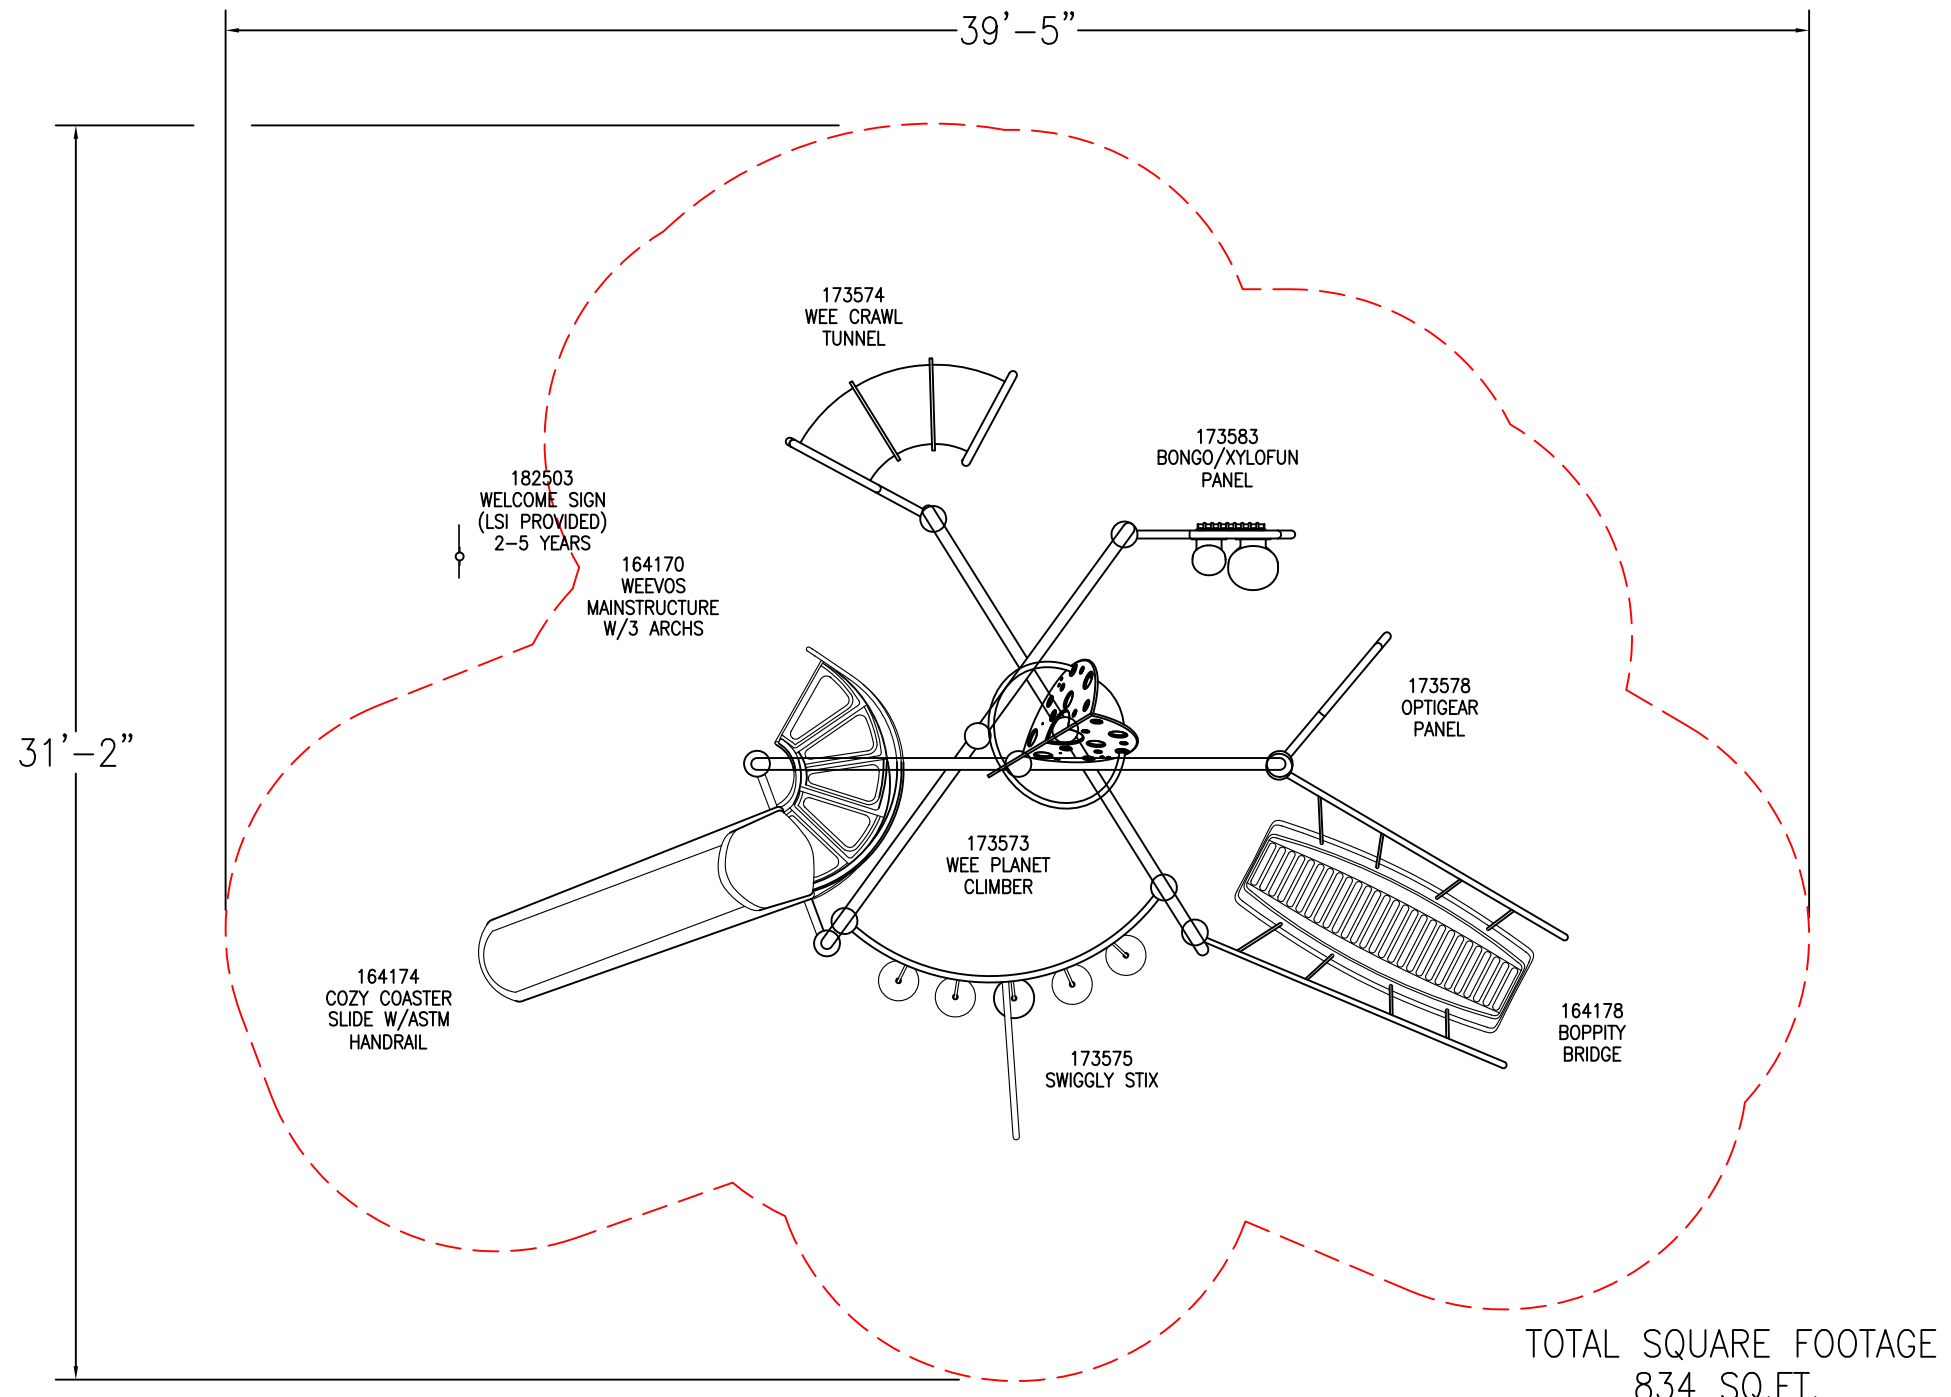 39'-5"
173574
WEE CRAWL
TUNNEL
173583
BONGO/XYLOFUN
PANEL
182503
WELCOME SIGN
(LSI PROVIDED)
2-5 YEARS
164170
WEEVOS
MAINSTRUCTURE
W/3 ARCHS
173578
OPTIGEAR
PANEL
31'-2"
173573
WEE PLANET
CLIMBER
164174
COZY COASTER
SLIDE W/ASTM
HANDRAIL
164178
BOPPITY
BRIDGE
173575
SWIGGLY STIX
TOTAL SQUARE FOOTAGE
834 SQ.FT.